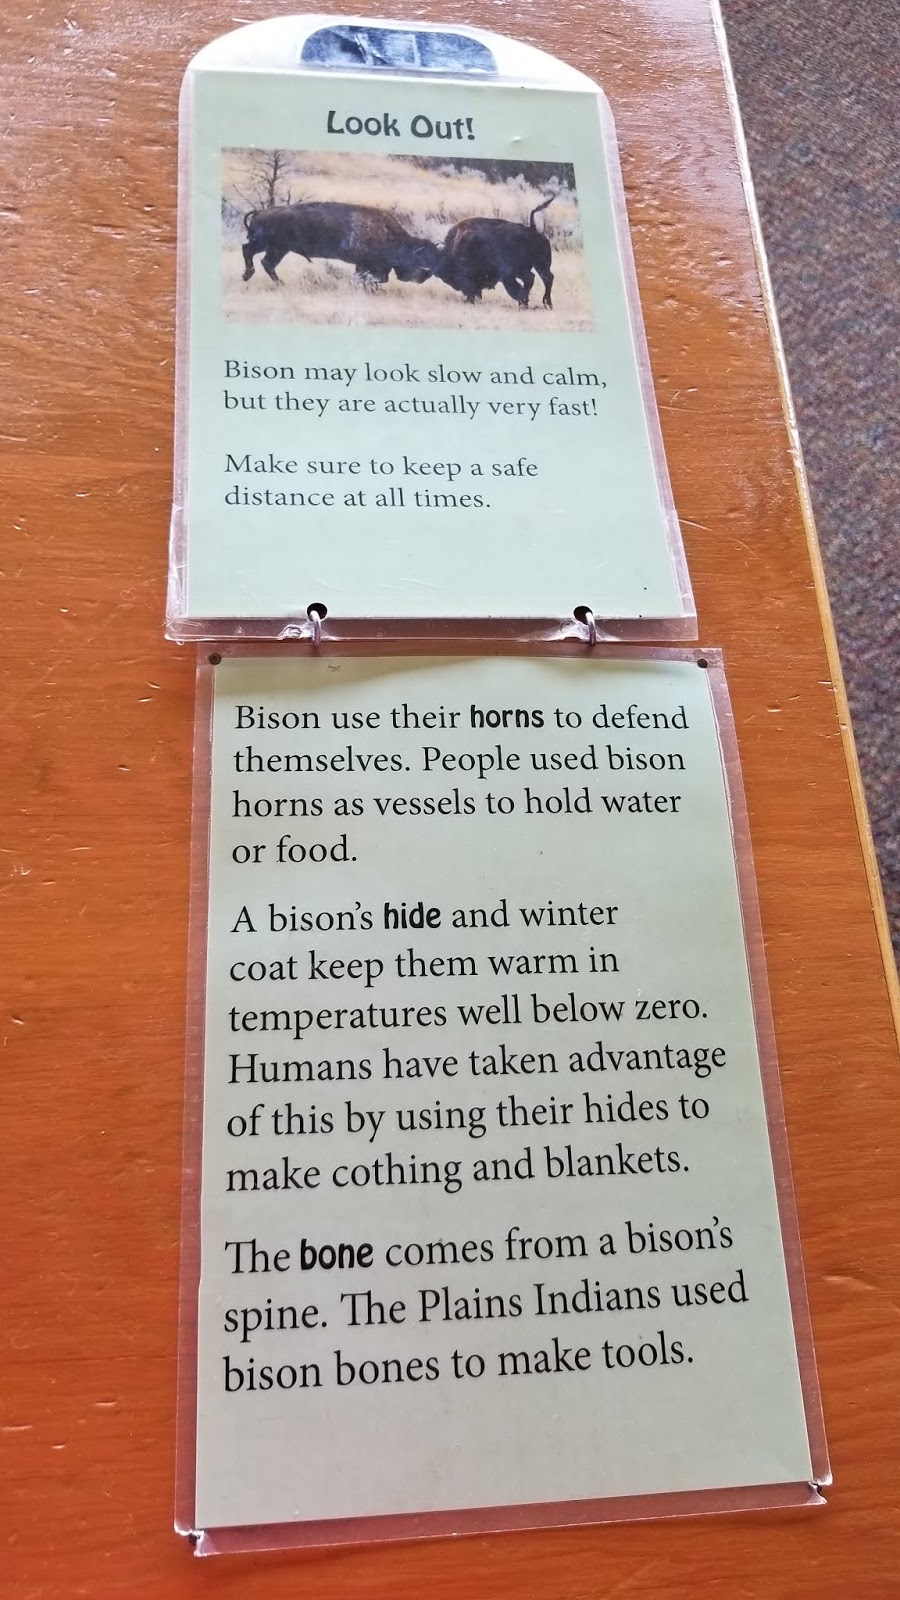 Look Out!
Bison may look slow and calm,
but they are actually very fast!
Make sure to keep a safe
distance at all times.
Bison use their horns to defend
themselves. People used bison
horns as vessels to hold water
or food.
A bison's hide and winter
coat keep them warm in
temperatures well below zero.
Humans have taken advantage
of this by using their hides to
make cothing and blankets.
The bone comes from a bison's
spine. The Plains Indians used
bison bones to make tools.